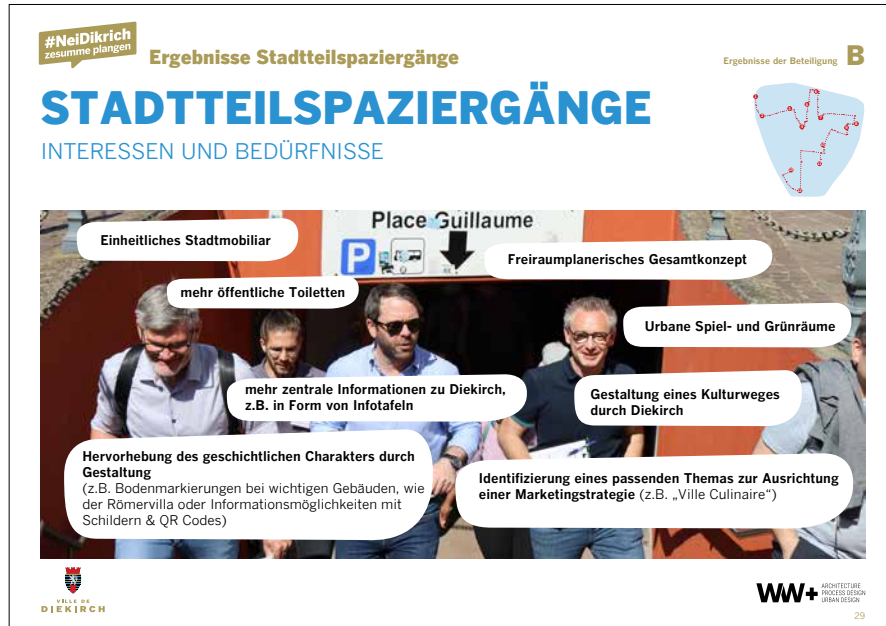 #NeiDikrich
zesumme plangen
Ergebnisse Stadtteilspaziergänge
Ergebnisse der Beteiligung B
STADTTEILSPAZIERGÄNGE
INTERESSEN UND BEDÜRFNISSE
Place Guillaume
P
Einheitliches Stadtmobiliar
Freiraumplanerisches Gesamtkonzept
mehr öffentliche Toiletten
Urbane Spiel- und Grünräume
mehr zentrale Informationen zu Diekirch,
z.B. in Form von Infotafeln
Gestaltung eines Kulturweges
durch Diekirch
Hervorhebung des geschichtlichen Charakters durch
Gestaltung
(z.B. Bodenmarkierungen bei wichtigen Gebäuden, wie
der Römervilla oder Informationsmöglichkeiten mit
Schildern & QR Codes)
Identifizierung eines passenden Themas zur Ausrichtung
einer Marketingstrategie (z.B. „Ville Culinaire“)
VILLE DE
DIEKIRCH
WW+
ARCHITECTURE
PROCESS DESIGN
URBAN DESIGN
29